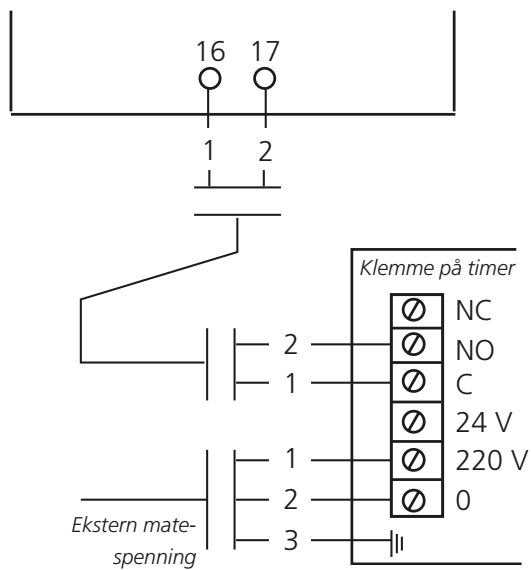 16 17
1 2
Klemme på timer
NC
2 NO
1 C
24 V
1 220 V
2 0
Ekstern mate-
spenning
3